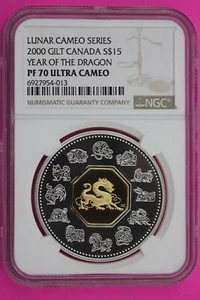 LUNAR CAMEO SERIES
2000 GILT CANADA S$15
YEAR OF THE DRAGON
PF 70 ULTRA CAMEO
6927954-013
NUMISMATIC GUARANTY COMPANY
NGC